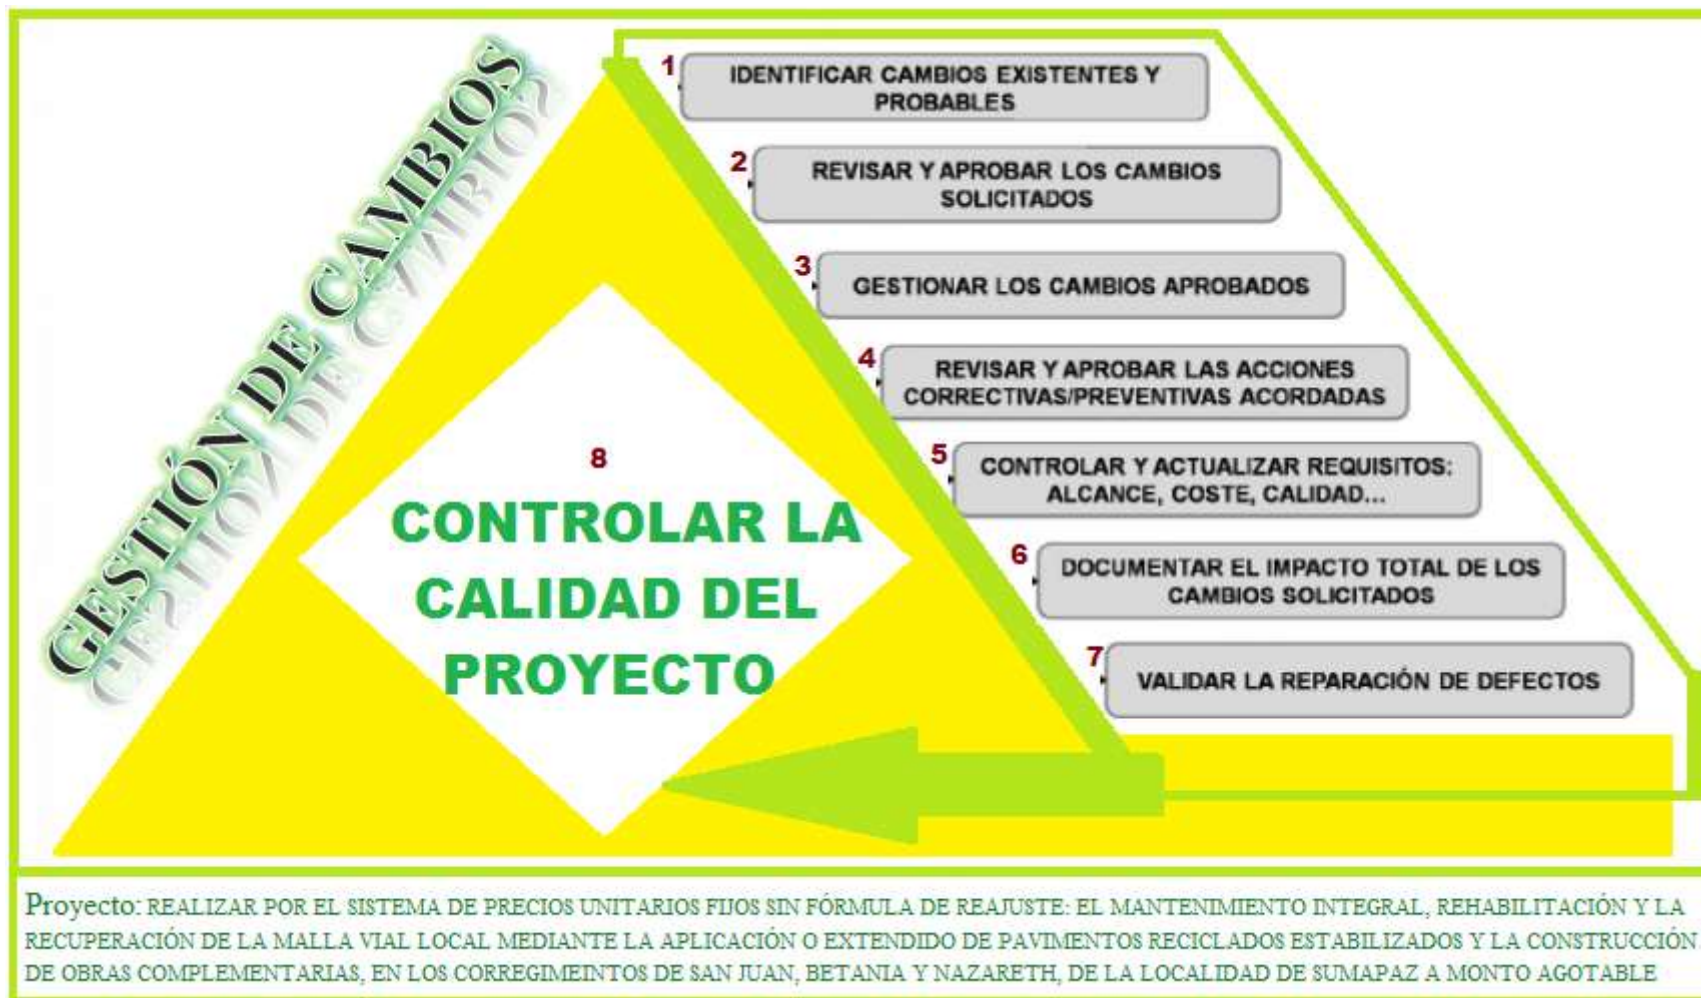 GESTIÓN DE CAMBIOS
1
IDENTIFICAR CAMBIOS EXISTENTES Y
PROBABLES
2
REVISAR Y APROBAR LOS CAMBIOS
SOLICITADOS
3
GESTIONAR LOS CAMBIOS APROBADOS
4
REVISAR Y APROBAR LAS ACCIONES
CORRECTIVAS/PREVENTIVAS ACORDADAS
5
CONTROLAR Y ACTUALIZAR REQUISITOS:
ALCANCE, COSTE, CALIDAD...
6
DOCUMENTAR EL IMPACTO TOTAL DE LOS
CAMBIOS SOLICITADOS
7
VALIDAR LA REPARACIÓN DE DEFECTOS
8
CONTROLAR LA
CALIDAD DEL
PROYECTO
Proyecto: REALIZAR POR EL SISTEMA DE PRECIOS UNITARIOS FIJOS SIN FÓRMULA DE REAJUSTE: EL MANTENIMIENTO INTEGRAL, REHABILITACIÓN Y LA
RECUPERACIÓN DE LA MALLA VIAL LOCAL MEDIANTE LA APLICACIÓN O EXTENDIDO DE PAVIMENTOS RECICLADOS ESTABILIZADOS Y LA CONSTRUCCIÓN
DE OBRAS COMPLEMENTARIAS, EN LOS CORREGIMEINTOS DE SAN JUAN, BETANIA Y NAZARETH, DE LA LOCALIDAD DE SUMAPAZ A MONTO AGOTABLE